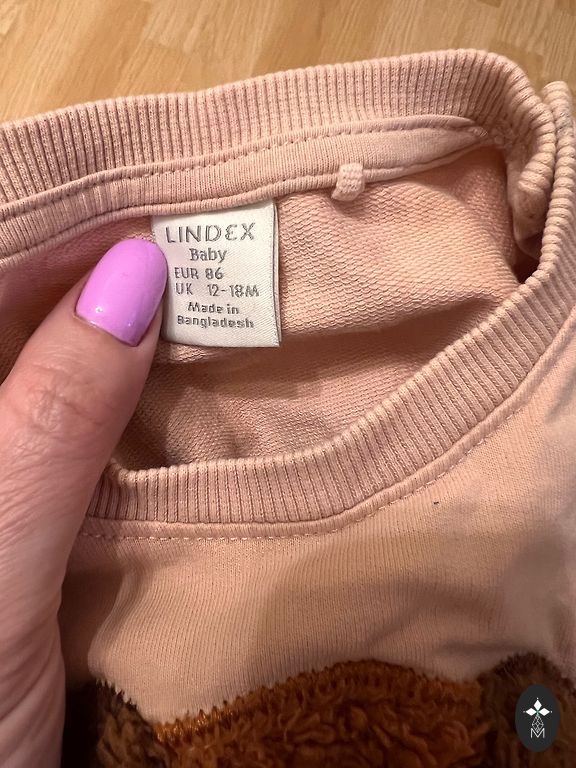 LINDEX
Baby
EUR 86
UK 12-18M
Made in
Bangladesh